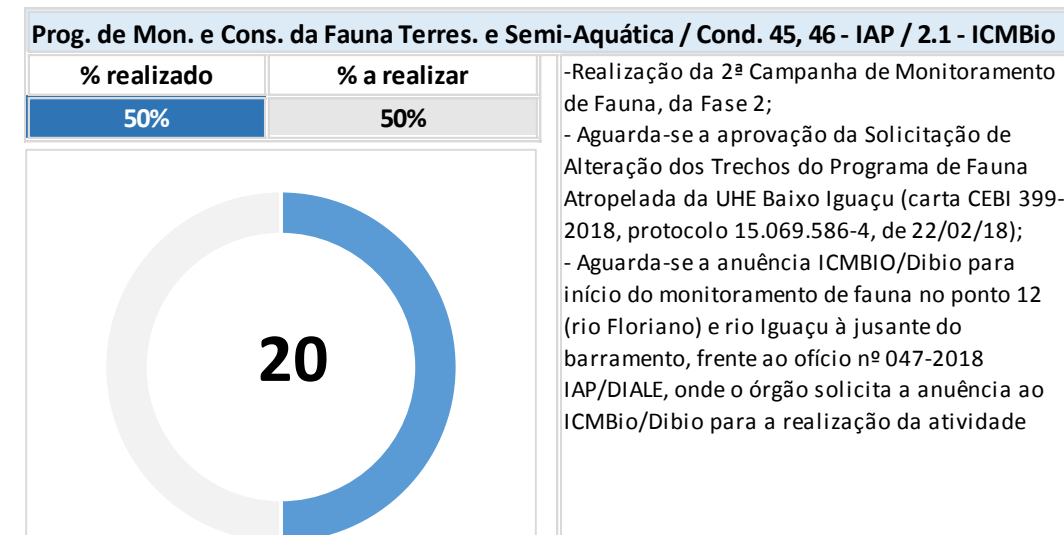 Prog. de Mon. e Cons. da Fauna Terres. e Semi-Aquática / Cond. 45, 46 - IAP / 2.1 - ICMBio
% realizado
% a realizar
50%
50%
20
-Realização da 2ª Campanha de Monitoramento
de Fauna, da Fase 2;
- Aguarda-se a aprovação da Solicitação de
Alteração dos Trechos do Programa de Fauna
Atropelada da UHE Baixo Iguaçu (carta CEBI 399-
2018, protocolo 15.069.586-4, de 22/02/18);
- Aguarda-se a anuência ICMBIO/Dibio para
início do monitoramento de fauna no ponto 12
(rio Floriano) e rio Iguaçu à jusante do
barramento, frente ao ofício nº 047-2018
IAP/DIALE, onde o órgão solicita a anuência ao
ICMBio/Dibio para a realização da atividade